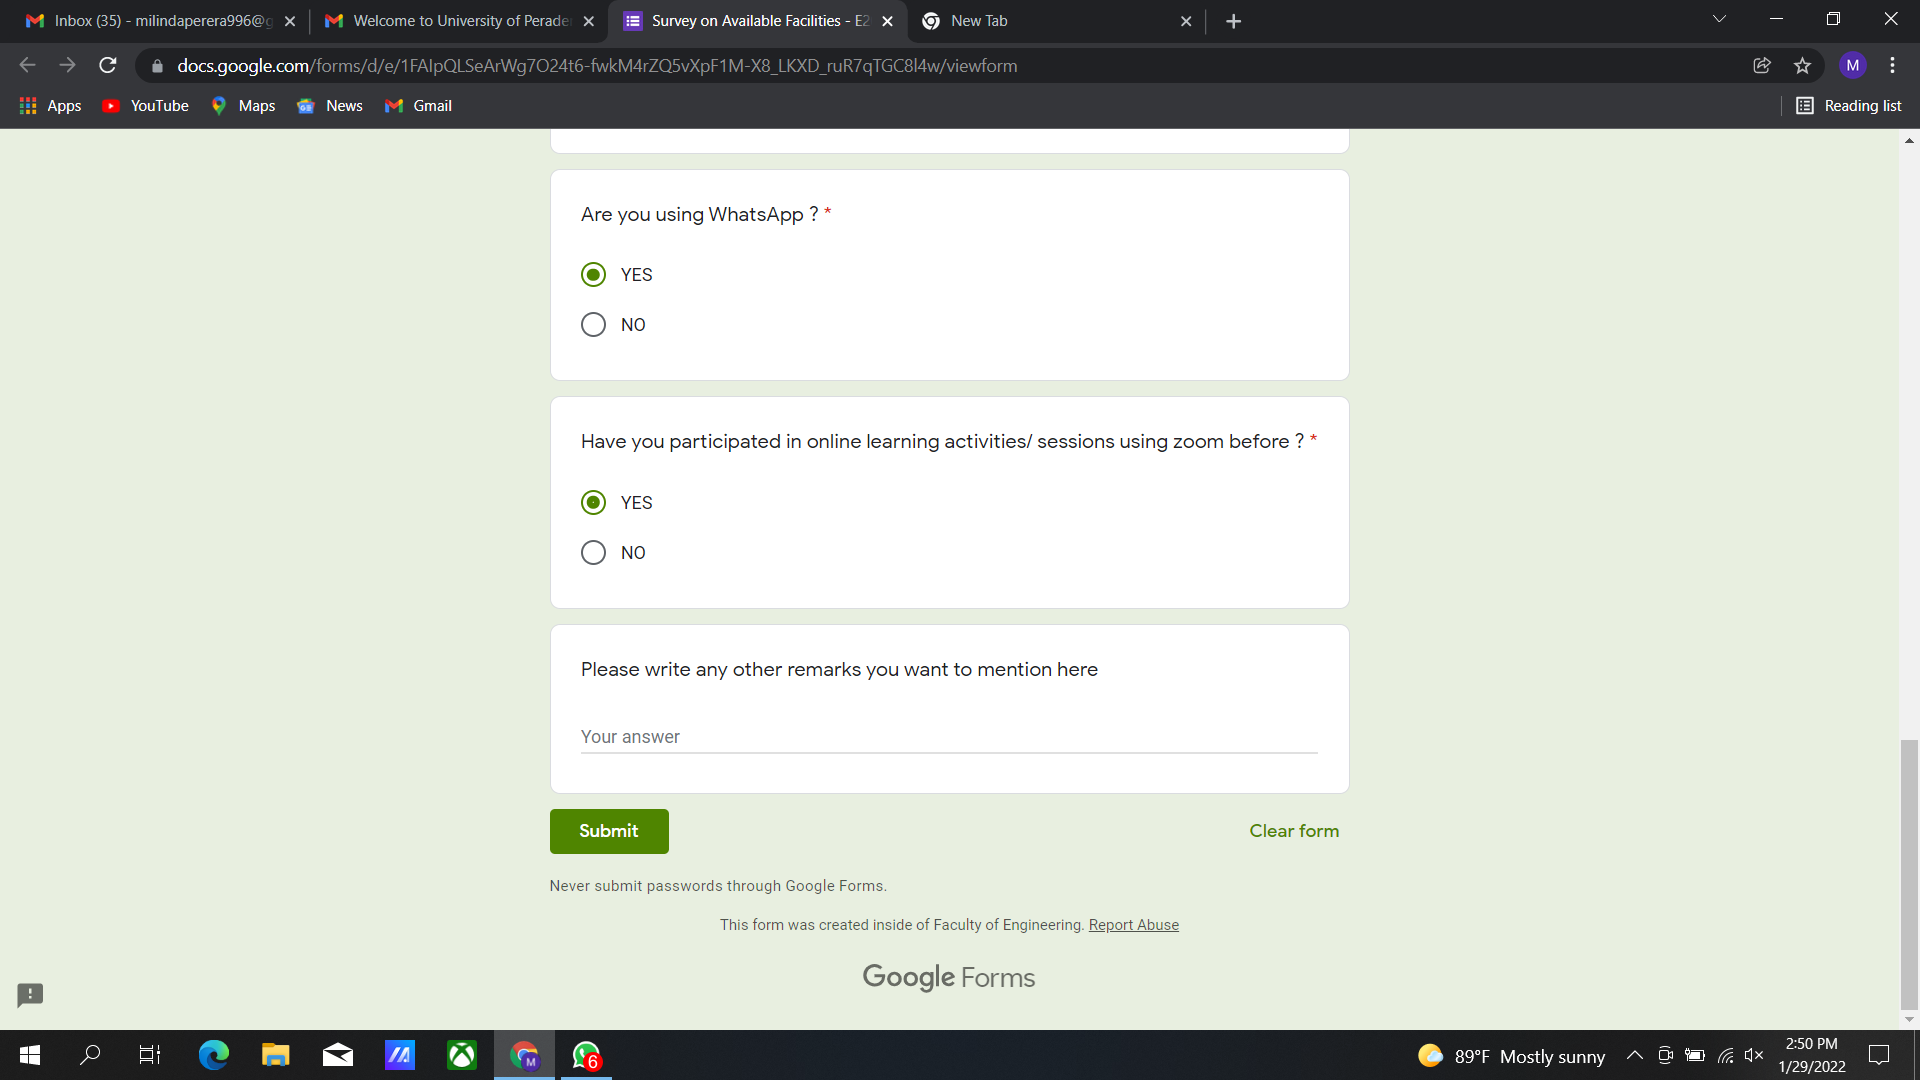 Inbox (35) - milindaperera996@g
Welcome to University of Peraden
Survey on Available Facilities - E2
New Tab
docs.google.com/forms/d/e/1FAIpQLSeArWg7O24t6-fwkM4rZQ5vXpF1M-X8_LKXD_ruR7qTGC8l4w/viewform
M
Apps
YouTube
Maps
News
Gmail
Reading list
Are you using WhatsApp ? *
YES
NO
Have you participated in online learning activities/ sessions using zoom before ? *
YES
NO
Please write any other remarks you want to mention here
Your answer
Submit
Clear form
Never submit passwords through Google Forms.
This form was created inside of Faculty of Engineering. Report Abuse
Google Forms
M
6
89°F Mostly sunny
2:50 PM
1/29/2022